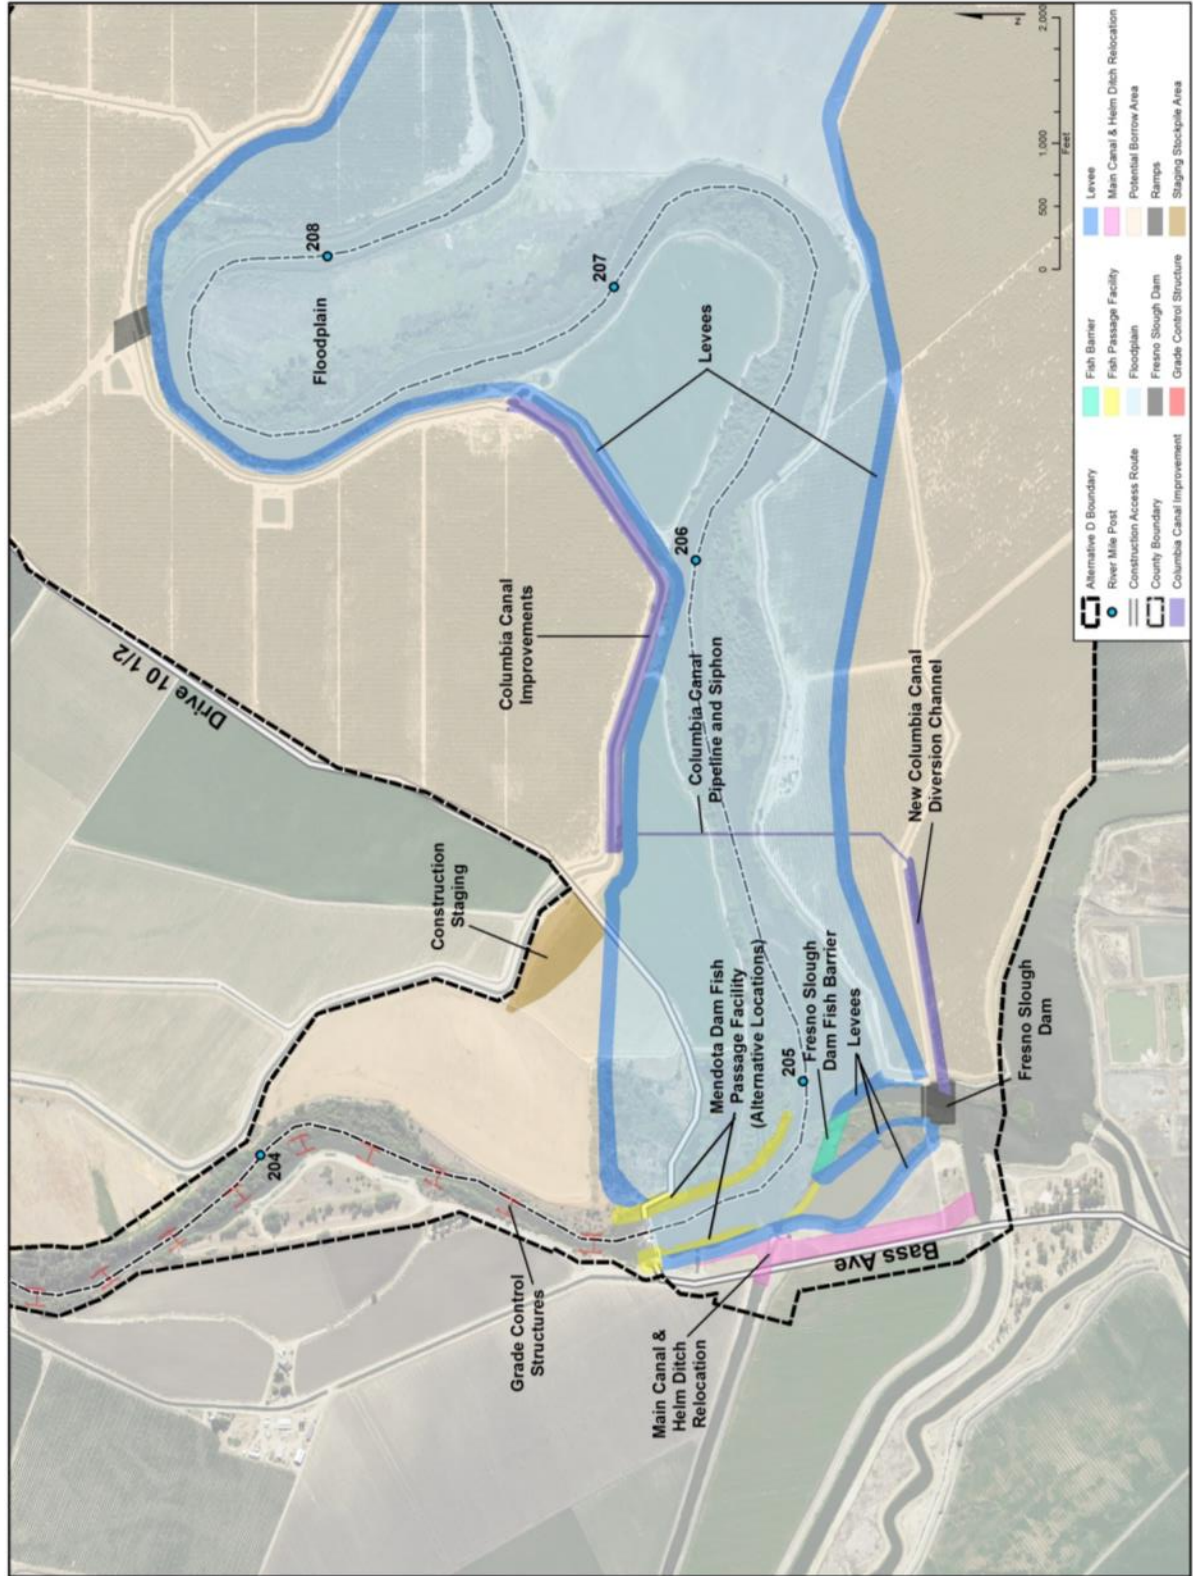 Drive 10 1/2
Construction
Staging
Columbia Canal
Improvements
Floodplain
208
207
Levees
206
Columbia Canal
Pipeline and Siphon
204
Grade Control
Structures
Mendota Dam Fish
Passage Facility
(Alternative Locations)
205
Fresno Slough
Dam Fish Barrier
Levees
New Columbia Canal
Diversion Channel
Main Canal &
Helm Ditch
Relocation
Bass Ave
Fresno Slough
Dam
N
0
500
1,000
2,000
Feet
Alternative D Boundary
River Mile Post
Construction Access Route
County Boundary
Columbia Canal Improvement
Fish Barrier
Fish Passage Facility
Floodplain
Fresno Slough Dam
Grade Control Structure
Levee
Main Canal & Helm Ditch Relocation
Potential Borrow Area
Ramps
Staging Stockpile Area